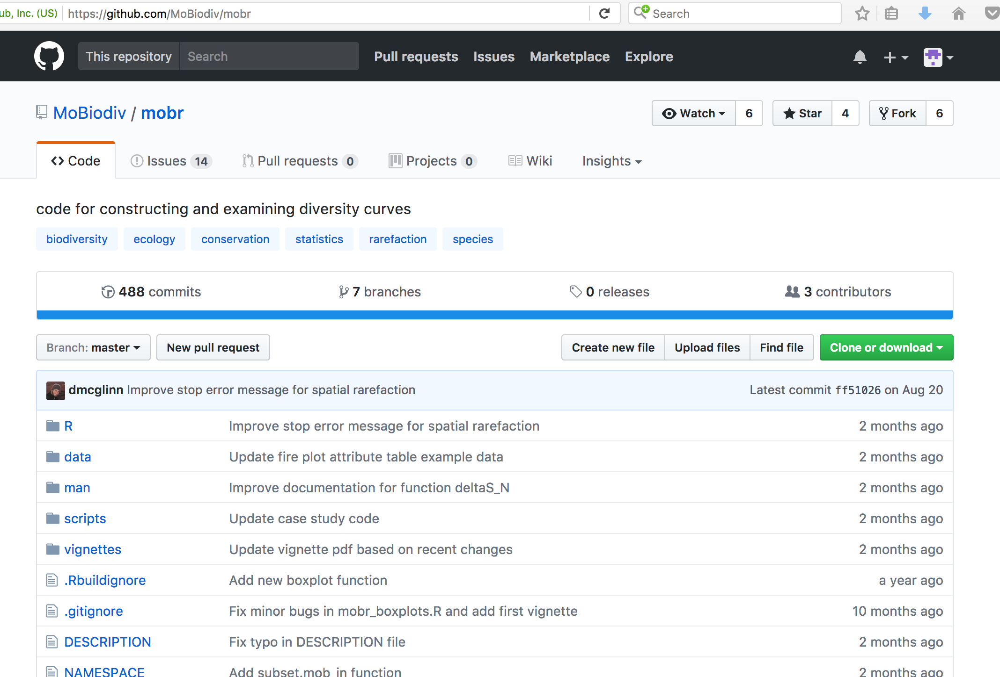 ub, Inc. (US) https://github.com/MoBiodiv/mobr Search
This repository Search Pull requests Issues Marketplace Explore
MoBiodiv / mobr Watch 6 Star 4 Fork 6
Code Issues 14 Pull requests 0 Projects 0 Wiki Insights
code for constructing and examining diversity curves
biodiversity ecology conservation statistics rarefaction species
488 commits 7 branches 0 releases 3 contributors
Branch: master New pull request Create new file Upload files Find file Clone or download
dmcglinn Improve stop error message for spatial rarefaction Latest commit ff51026 on Aug 20
R Improve stop error message for spatial rarefaction 2 months ago
data Update fire plot attribute table example data 2 months ago
man Improve documentation for function deltaS_N 2 months ago
scripts Update case study code 2 months ago
vignettes Update vignette pdf based on recent changes 2 months ago
.Rbuildignore Add new boxplot function a year ago
.gitignore Fix minor bugs in mobr_boxplots.R and add first vignette 10 months ago
DESCRIPTION Fix typo in DESCRIPTION file 2 months ago
NAMESPACE Add subset.mob_in function 2 months ago